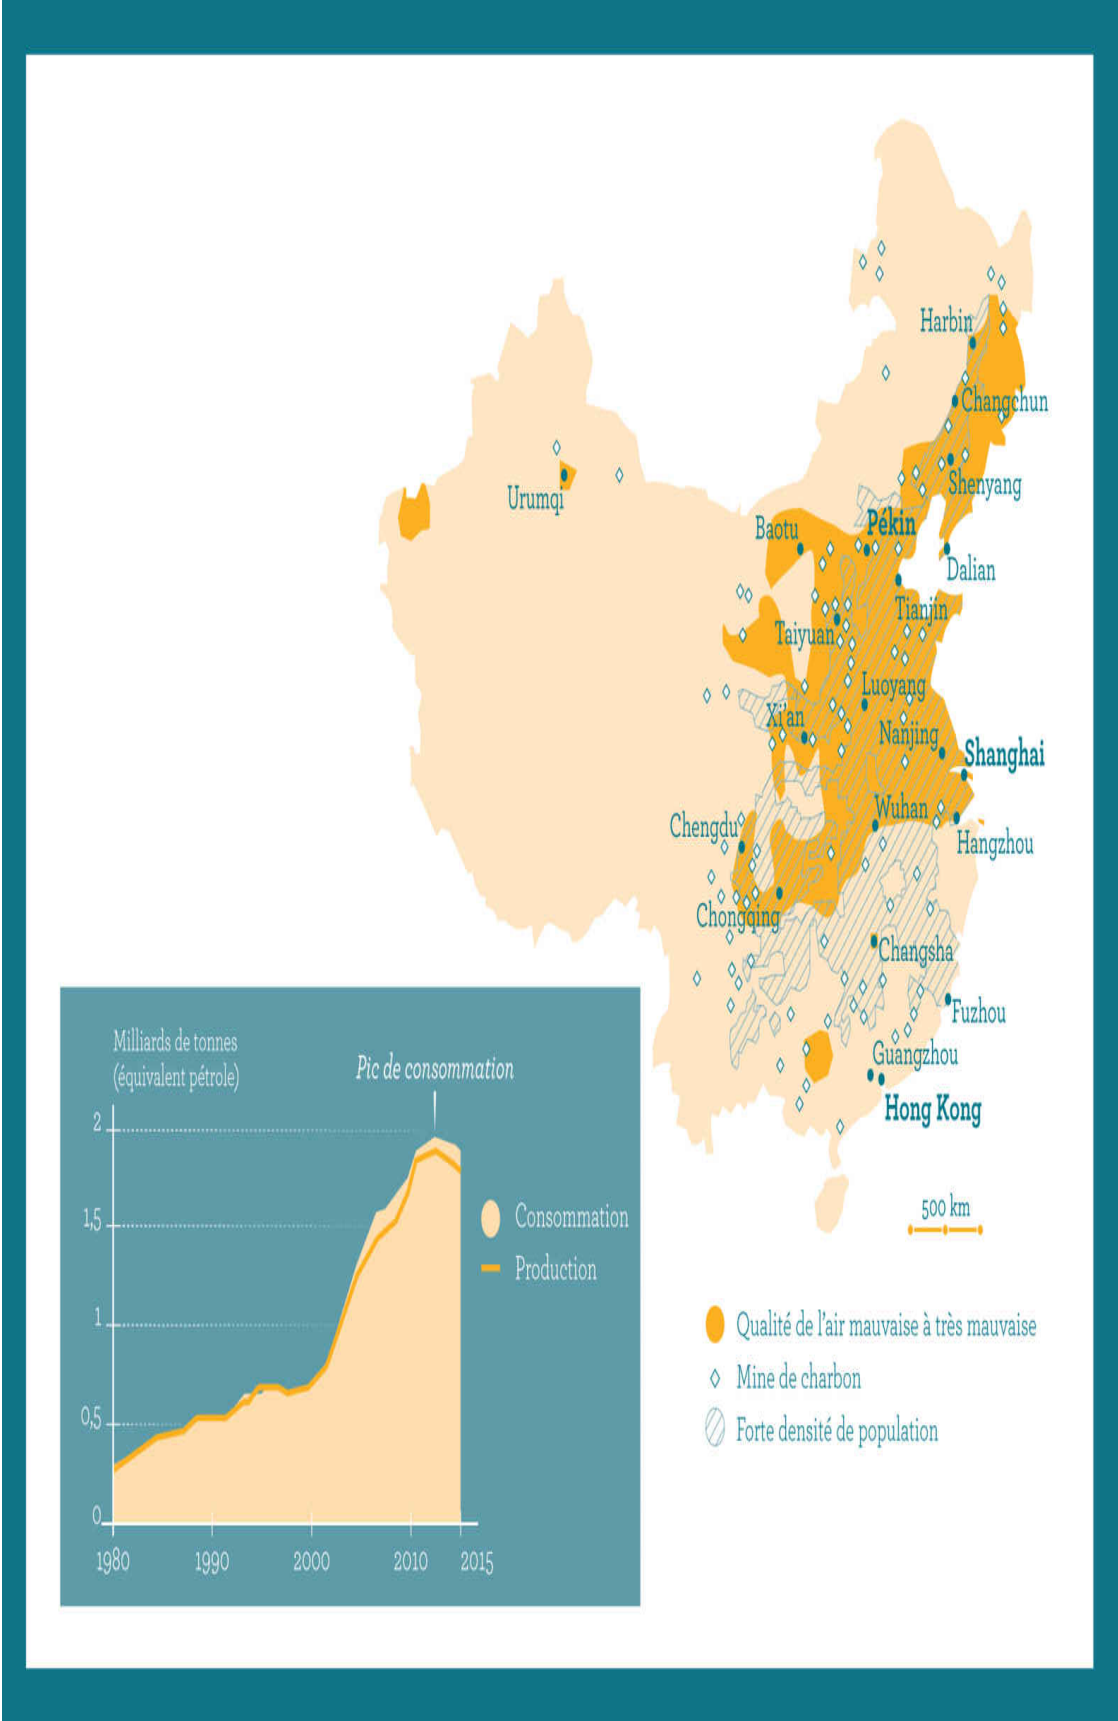 Harbin
Changchun
Urumqi
Shenyang
Baotu
Pékin
Dalian
Tianjin
Taiyuan
Luoyang
Xi'an
Nanjing
Shanghai
Wuhan
Chengdu
Hangzhou
Chongqing
Changsha
Fuzhou
Guangzhou
Hong Kong
500 km
Qualité de l'air mauvaise à très mauvaise
Mine de charbon
Forte densité de population
Milliards de tonnes
(équivalent pétrole)
Pic de consommation
2
1,5
1
0,5
0
Consommation
Production
1980 1990 2000 2010 2015